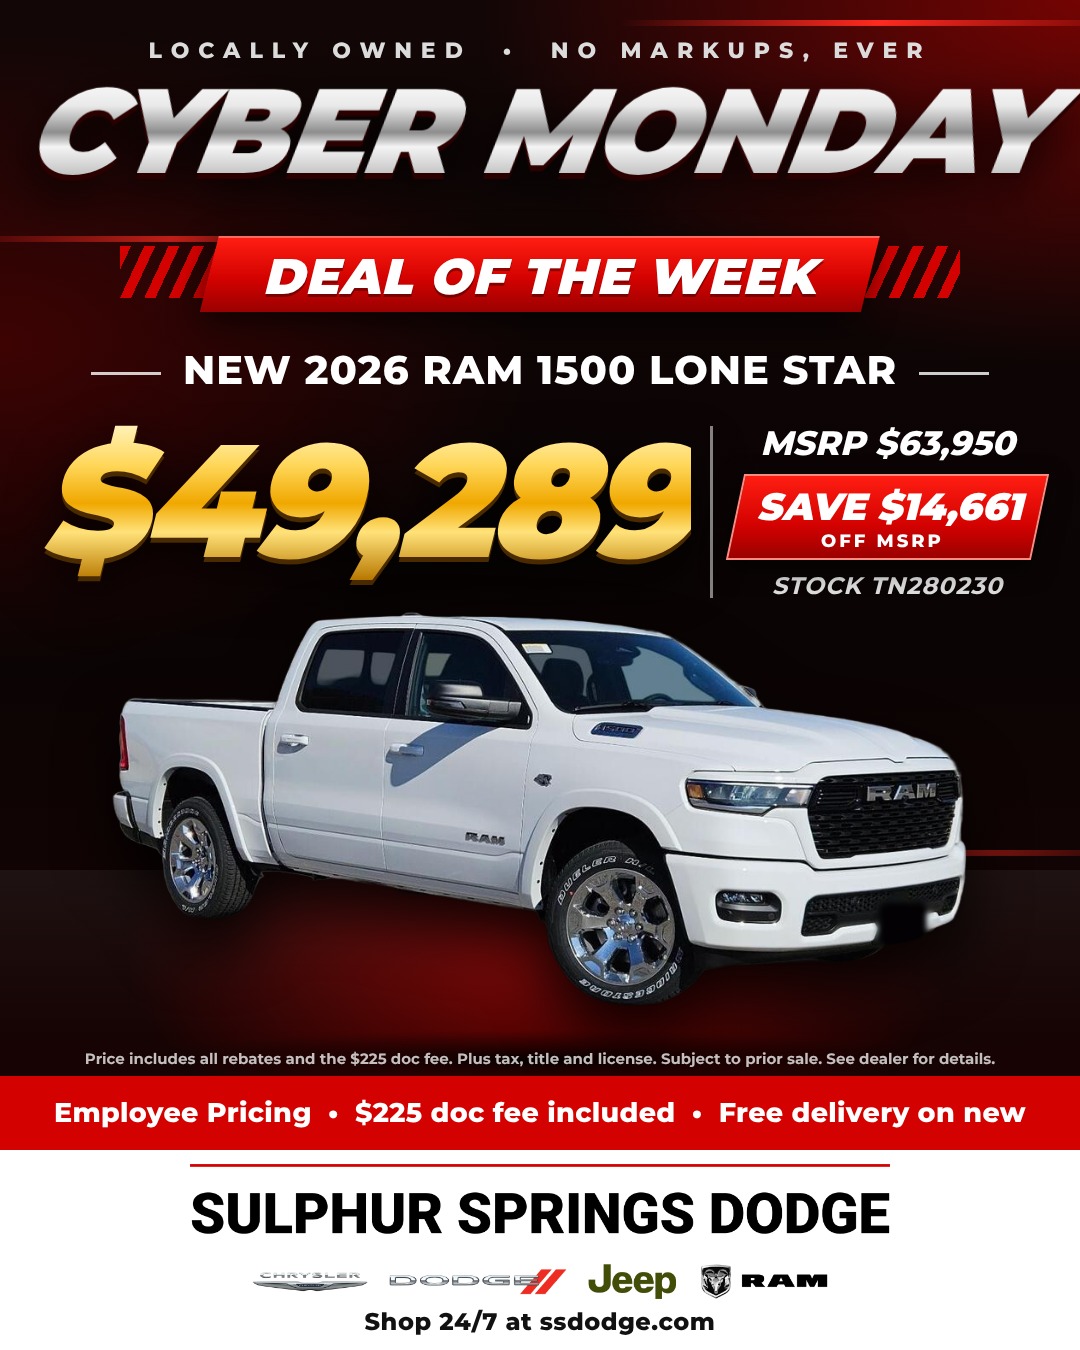 LOCALLY OWNED • NO MARKUPS, EVER
CYBER MONDAY
DEAL OF THE WEEK
NEW 2026 RAM 1500 LONE STAR
$49,289
MSRP $63,950
SAVE $14,661
OFF MSRP
STOCK TN280230
1500
RAM
RAM
DUELER H/L
BRIDGESTONE
Price includes all rebates and the $225 doc fee. Plus tax, title and license. Subject to prior sale. See dealer for details.
Employee Pricing • $225 doc fee included • Free delivery on new
SULPHUR SPRINGS DODGE
CHRYSLER DODGE Jeep RAM
Shop 24/7 at ssdodge.com